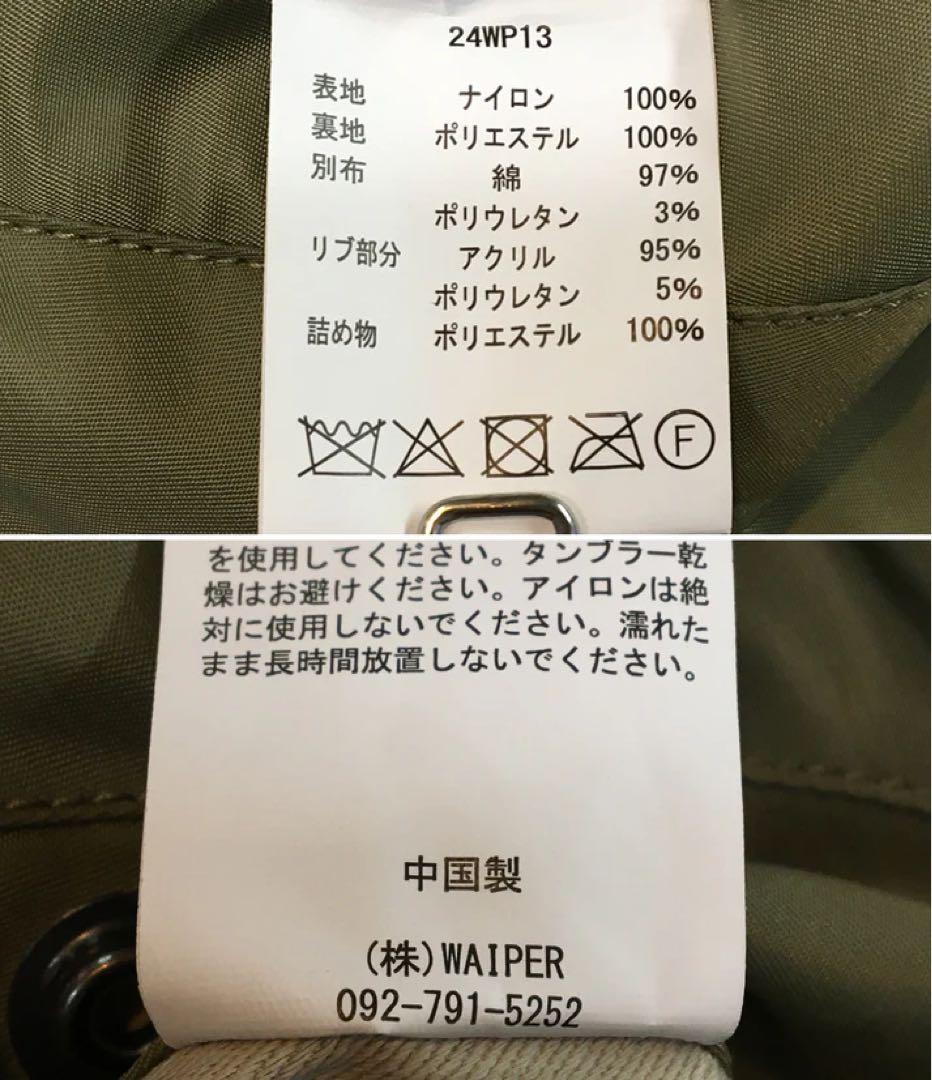 24WP13
表地 ナイロン 100%
裏地 ポリエステル 100%
別布 綿 97%
ポリウレタン 3%
リブ部分 アクリル 95%
ポリウレタン 5%
詰め物 ポリエステル 100%
F
を使用してください。タンブラー乾
燥はお避けください。アイロンは絶
対に使用しないでください。濡れた
まま長時間放置しないでください。
中国製
(株)WAIPER
092-791-5252